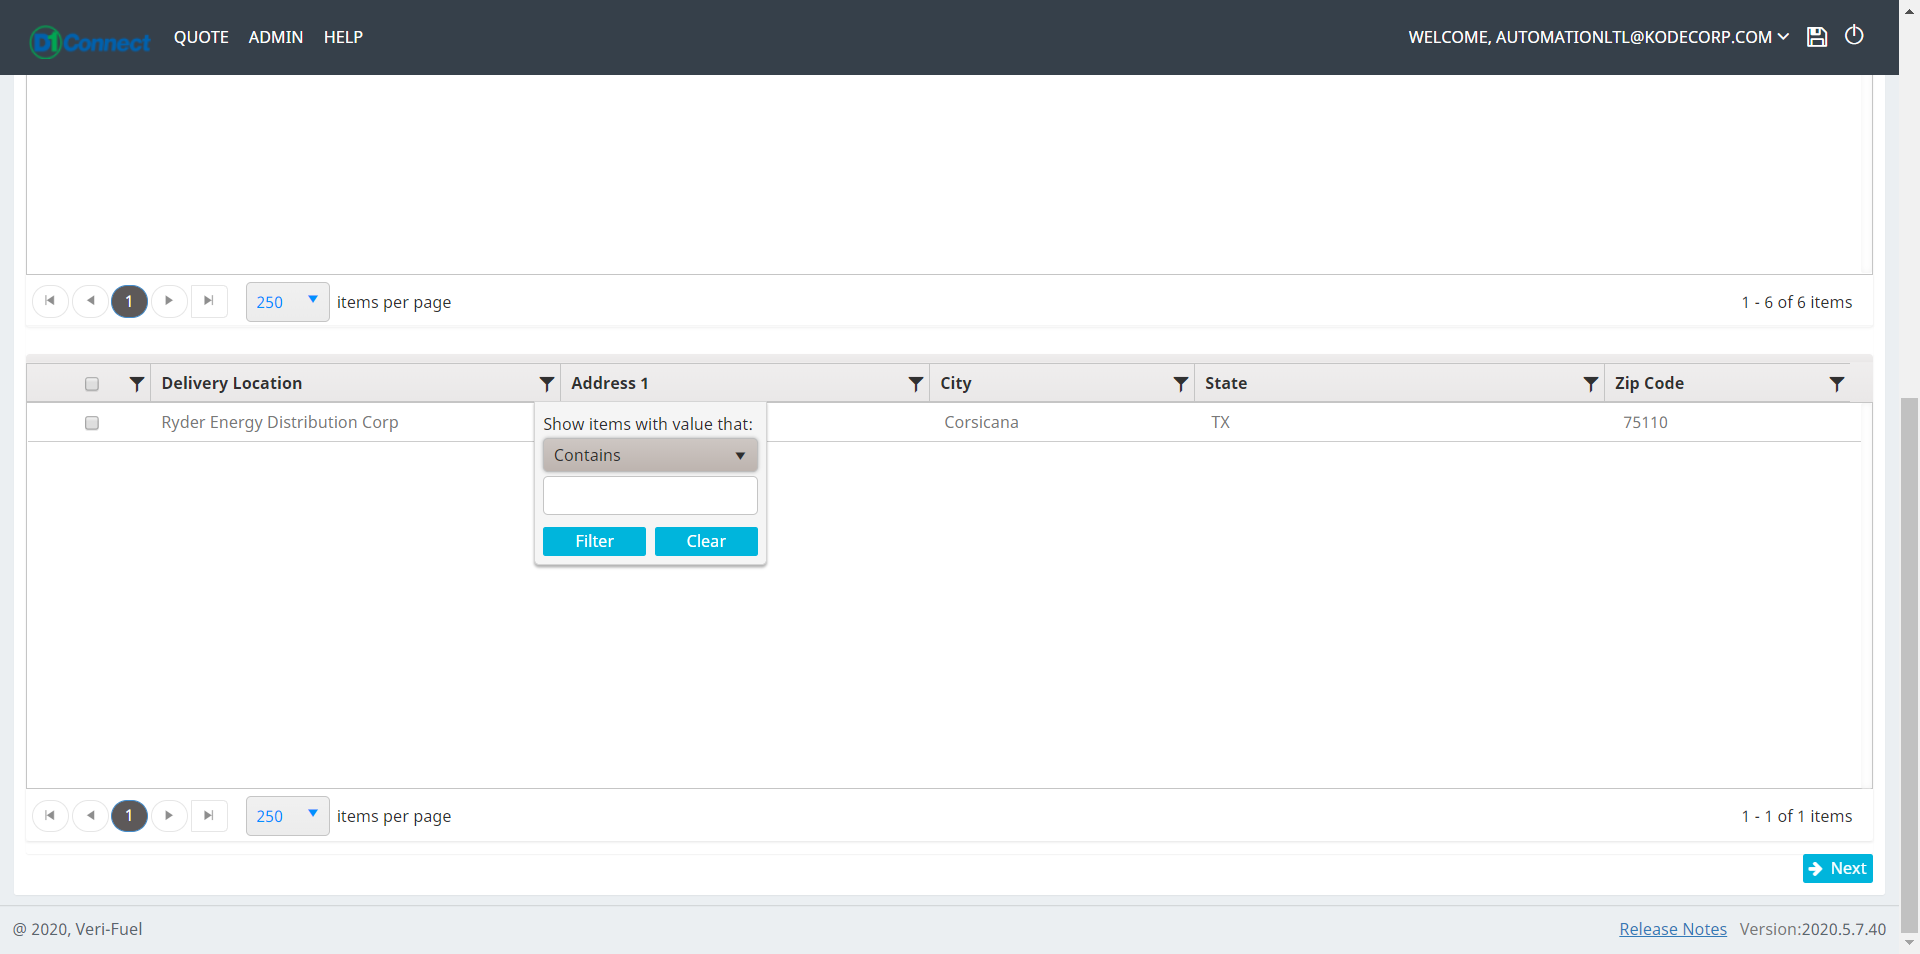 D1Connect QUOTE ADMIN HELP WELCOME, AUTOMATIONLTL@KODECORP.COM
1 250 items per page 1 - 6 of 6 items
Delivery Location Address 1 City State Zip Code
Ryder Energy Distribution Corp Corsicana TX 75110
Show items with value that:
Contains
Filter Clear
1 250 items per page 1 - 1 of 1 items
Next
@ 2020, Veri-Fuel Release Notes Version:2020.5.7.40